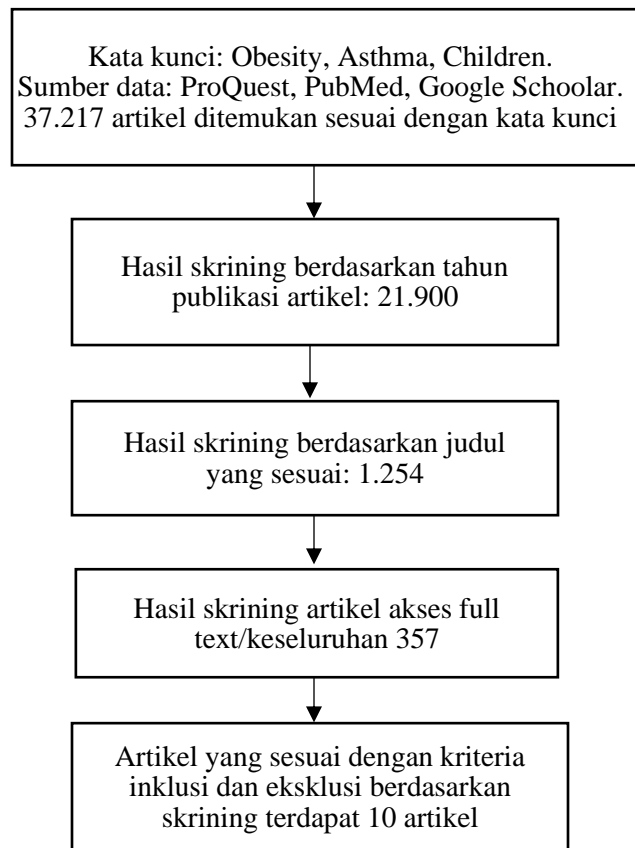 Kata kunci: Obesity, Asthma, Children.
Sumber data: ProQuest, PubMed, Google Schoolar.
37.217 artikel ditemukan sesuai dengan kata kunci
Hasil skrining berdasarkan tahun
publikasi artikel: 21.900
Hasil skrining berdasarkan judul
yang sesuai: 1.254
Hasil skrining artikel akses full
text/keseluruhan 357
Artikel yang sesuai dengan kriteria
inklusi dan eksklusi berdasarkan
skrining terdapat 10 artikel